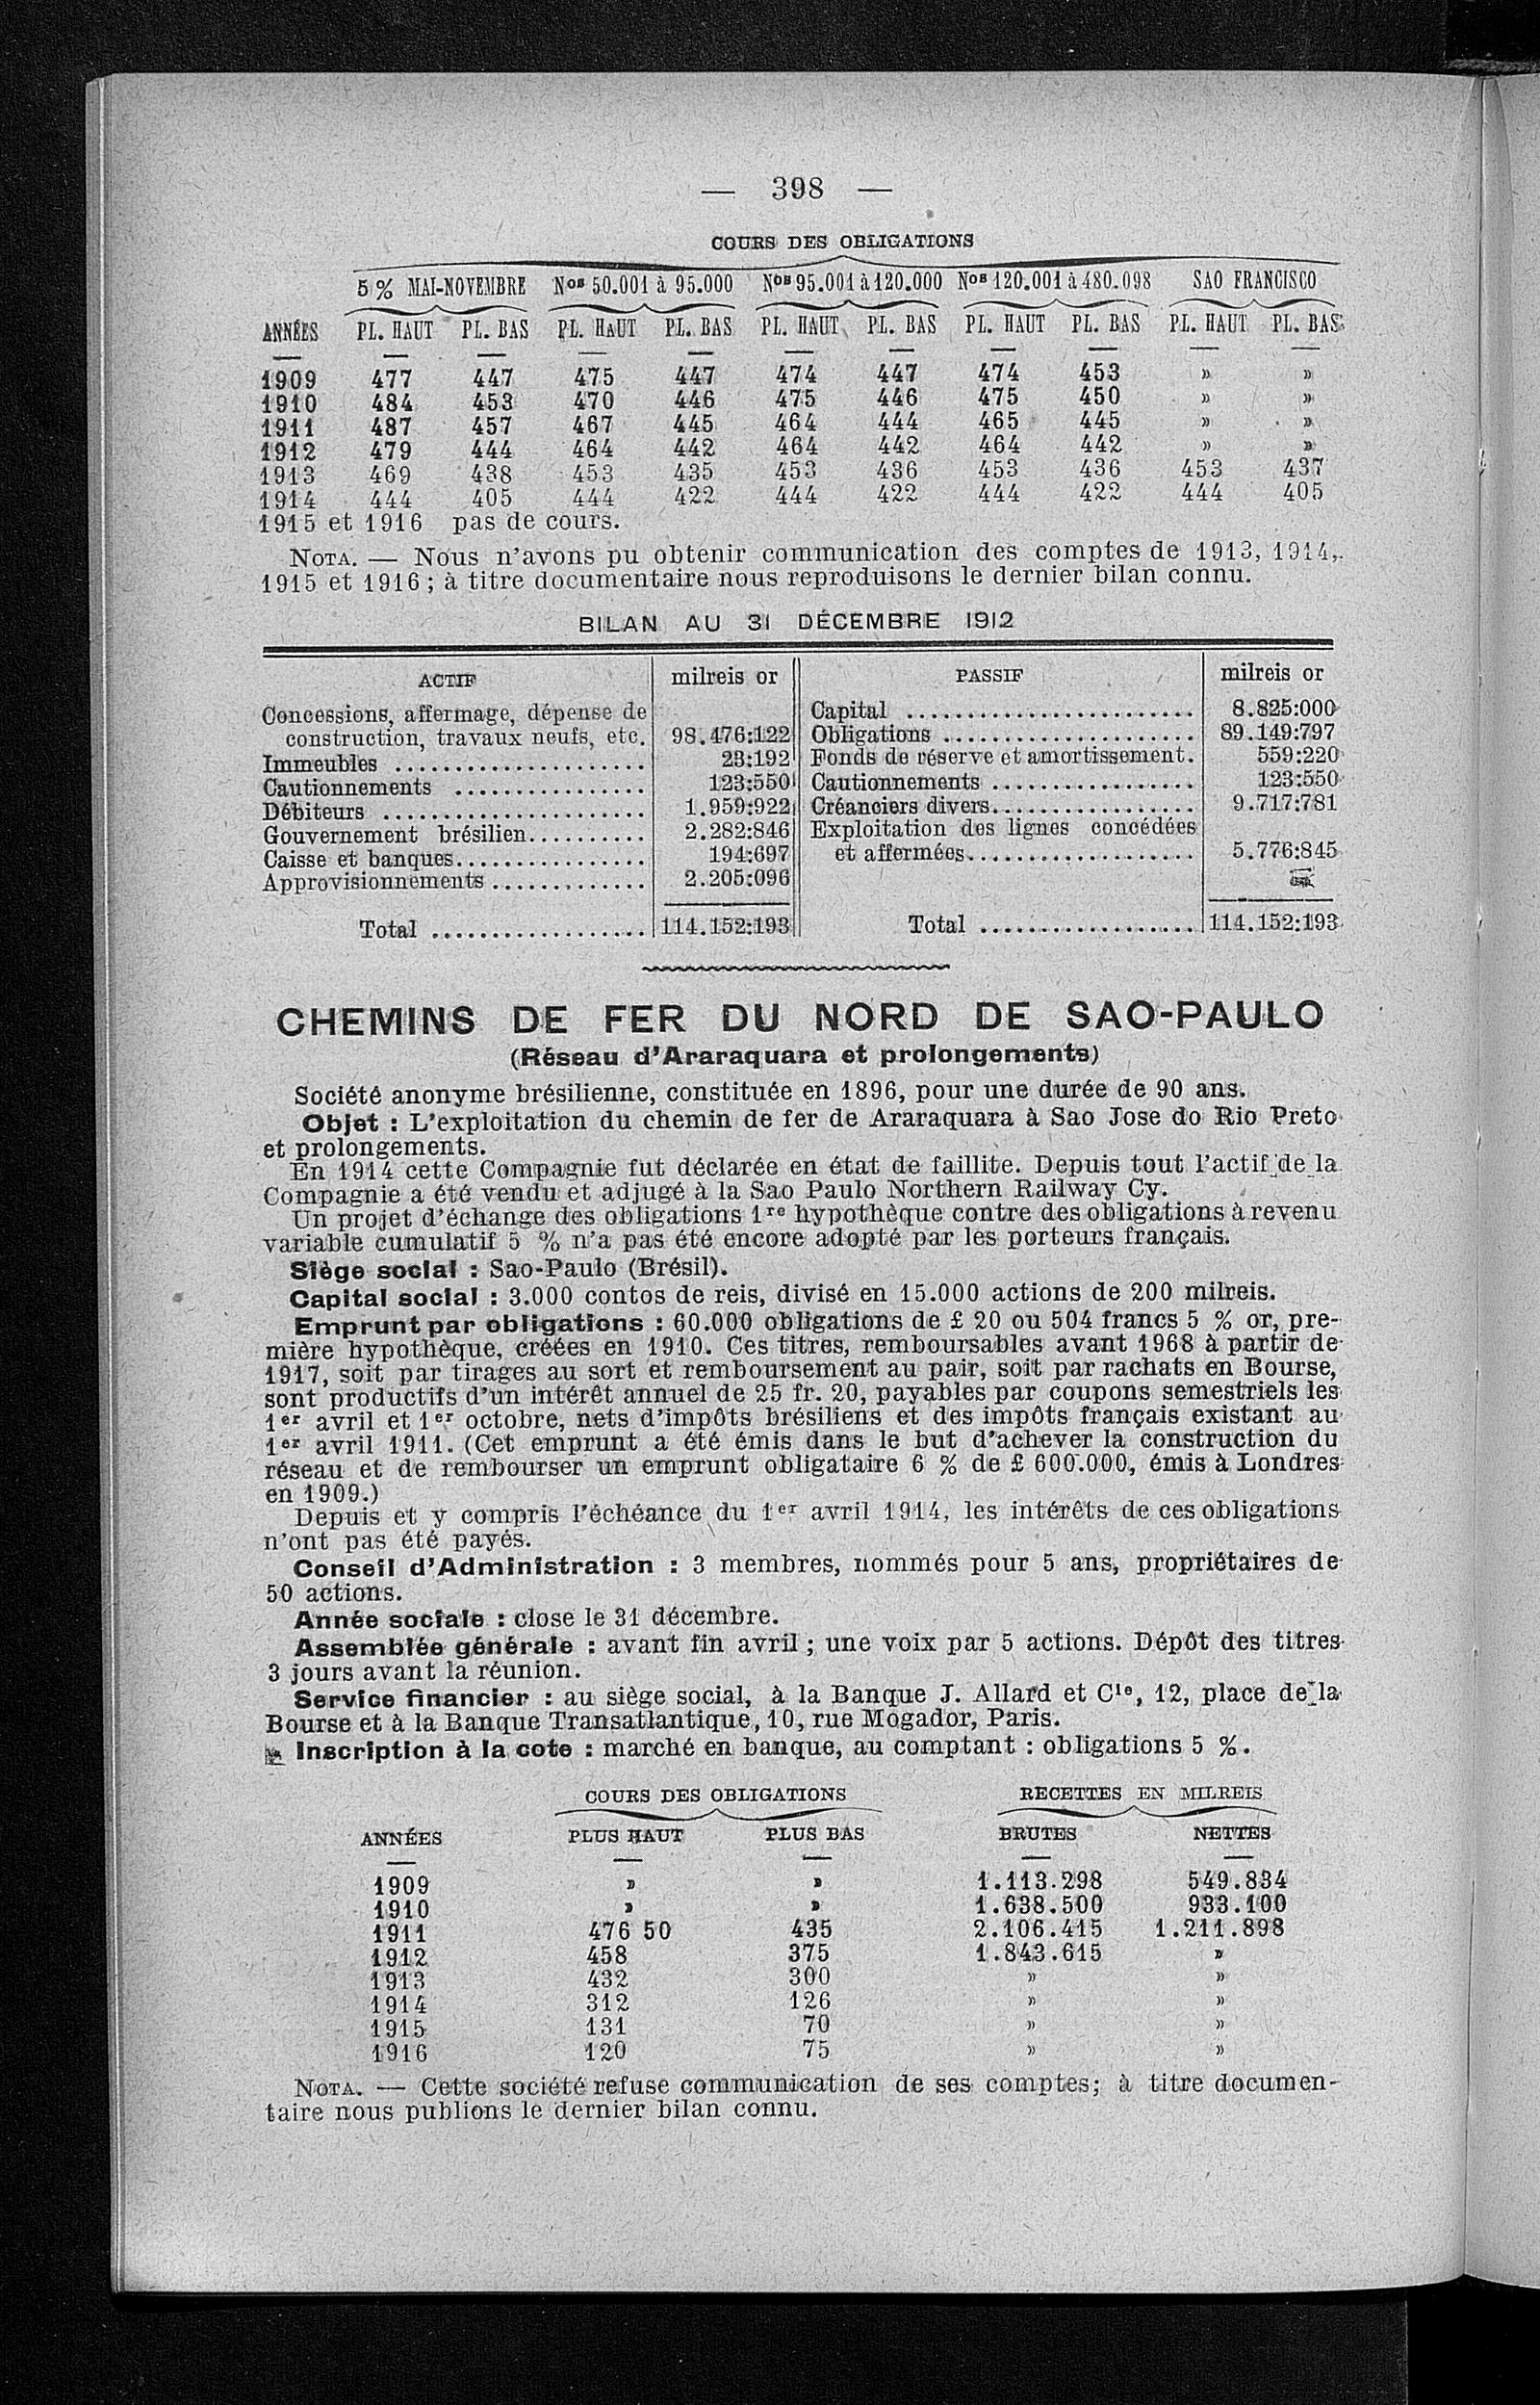 — 398 —
COURS DES OBLIGATIONS
5 % MAI-NOVEMBRE Nos 50.001 à 95.000 Nos 95.001 à 120.000 Nos 120.001 à 480.098 SAO FRANCISCO
ANNÉES PL. HAUT PL. BAS PL. HAUT PL. BAS PL. HAUT PL. BAS PL. HAUT PL. BAS PL. HAUT PL. BAS
1909 477 447 475 447 474 447 474 453 » »
1910 484 453 470 446 475 446 475 450 » »
1911 487 457 467 445 464 444 465 445 » »
1912 479 444 464 442 464 442 464 442 » »
1913 469 438 453 435 453 436 453 436 453 437
1914 444 405 444 422 444 422 444 422 444 405
1915 et 1916 pas de cours.
NOTA. — Nous n'avons pu obtenir communication des comptes de 1913, 1914,
1915 et 1916 ; à titre documentaire nous reproduisons le dernier bilan connu.
BILAN AU 31 DÉCEMBRE 1912
ACTIF milreis or
Concessions, affermage, dépense de
construction, travaux neufs, etc. 98.476:122
Immeubles ..................... 23:192
Cautionnements ................ 123:550
Débiteurs ...................... 1.959:922
Gouvernement brésilien.......... 2.282:846
Caisse et banques................ 194:697
Approvisionnements ............. 2.205:096
Total .................. 114.152:193
PASSIF milreis or
Capital ........................ 8.825:000
Obligations ..................... 89.149:797
Fonds de réserve et amortissement. 559:220
Cautionnements ................. 123:550
Créanciers divers................. 9.717:781
Exploitation des lignes concédées
et affermées................... 5.776:845
Total .................. 114.152:193
CHEMINS DE FER DU NORD DE SAO-PAULO
(Réseau d'Araraquara et prolongements)
Société anonyme brésilienne, constituée en 1896, pour une durée de 90 ans.
Objet : L'exploitation du chemin de fer de Araraquara à Sao Jose do Rio Preto
et prolongements.
En 1914 cette Compagnie fut déclarée en état de faillite. Depuis tout l'actif de la
Compagnie a été vendu et adjugé à la Sao Paulo Northern Railway Cy.
Un projet d'échange des obligations 1re hypothèque contre des obligations à revenu
variable cumulatif 5 % n'a pas été encore adopté par les porteurs français.
Siège social : Sao-Paulo (Brésil).
Capital social : 3.000 contos de reis, divisé en 15.000 actions de 200 milreis.
Emprunt par obligations : 60.000 obligations de £ 20 ou 504 francs 5 % or, pre-
mière hypothèque, créées en 1910. Ces titres, remboursables avant 1968 à partir de
1917, soit par tirages au sort et remboursement au pair, soit par rachats en Bourse,
sont productifs d'un intérêt annuel de 25 fr. 20, payables par coupons semestriels les
1er avril et 1er octobre, nets d'impôts brésiliens et des impôts français existant au
1er avril 1911. (Cet emprunt a été émis dans le but d'achever la construction du
réseau et de rembourser un emprunt obligataire 6 % de £ 600.000, émis à Londres
en 1909.)
Depuis et y compris l'échéance du 1er avril 1914, les intérêts de ces obligations
n'ont pas été payés.
Conseil d'Administration : 3 membres, nommés pour 5 ans, propriétaires de
50 actions.
Année sociale : close le 31 décembre.
Assemblée générale : avant fin avril ; une voix par 5 actions. Dépôt des titres
3 jours avant la réunion.
Service financier : au siège social, à la Banque J. Allard et Cie, 12, place de la
Bourse et à la Banque Transatlantique, 10, rue Mogador, Paris.
Inscription à la cote : marché en banque, au comptant : obligations 5 %.
COURS DES OBLIGATIONS RECETTES EN MILREIS
ANNÉES PLUS HAUT PLUS BAS BRUTES NETTES
1909 » » 1.113.298 549.834
1910 » » 1.638.500 933.100
1911 476 50 435 2.106.415 1.211.898
1912 458 375 1.843.615 »
1913 432 300 » »
1914 312 126 » »
1915 131 70 » »
1916 120 75 » »
NOTA. — Cette société refuse communication de ses comptes; à titre documen-
taire nous publions le dernier bilan connu.